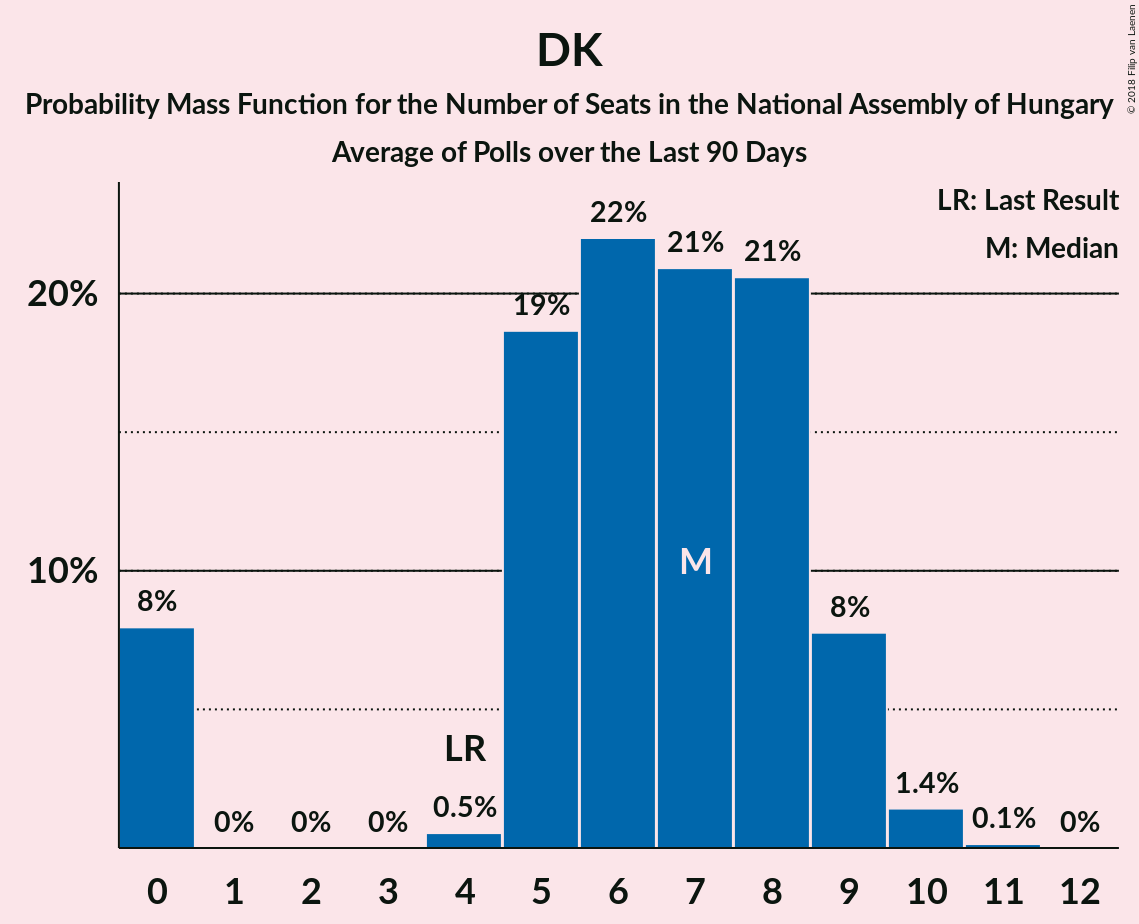 DK
Probability Mass Function for the Number of Seats in the National Assembly of Hungary
Average of Polls over the Last 90 Days
© 2018 Filip van Laenen
LR: Last Result
M: Median
22%
21%
21%
20%
19%
M
10%
8%
8%
LR
0%
0%
0%
0.5%
1.4%
0.1%
0%
0 1 2 3 4 5 6 7 8 9 10 11 12